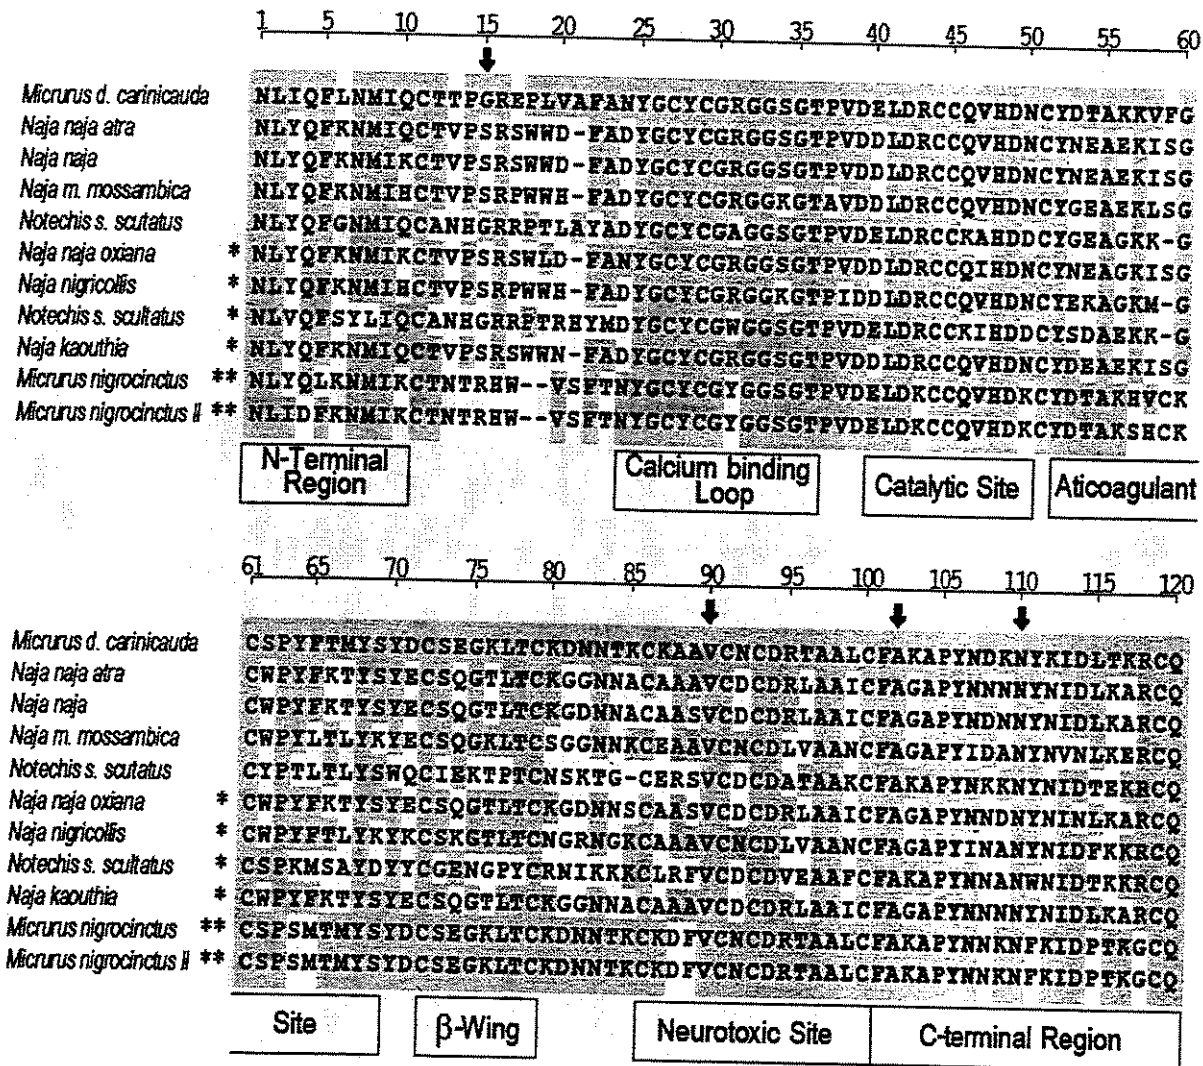 1 5 10 15 20 25 30 35 40 45 50 55 60
Micrurus d. carinicauda NLIQFLNMIQCTTPGREPLVAFANYGCYCGRGGSGTPVDELDRCCQVHDNCYDTAKKVFG
Naja naja atra NLYQFKNMIQCTVPSRSWWD-FADYGCYCGRGGSGTPVDDLDRCCQVHDNCYNEAEKISG
Naja naja NLYQFKNMIKCTVPSRSWWD-FADYGCYCGRGGSGTPVDDLDRCCQVHDNCYNEAEKISG
Naja m. mossambica NLYQFKNMIHCTVPSRPWWH-FADYGCYCGRGGKGTAVDDLDRCCQVHDNCYGEAEKLSG
Notechis s. scutatus NLYQFGNMIQCANHGRRPTLAYADYGCYCGAGGSGTPVDELDRCCKAHDDCYGEAGKK-G
Naja naja oxiana * NLYQFKNMIKCTVPSRSWLD-FANYGCYCGRGGSGTPVDDLDRCCQIHDNCYNEAGKISG
Naja nigricollis * NLYQFKNMIHCTVPSRPWWH-FADYGCYCGRGGKGTPIDDLDRCCQVHDNCYEKAGKM-G
Notechis s. scultatus * NLVQFSYLIQCANHGRRPTRHYMDYGCYCGWGGSGTPVDELDRCCKIHDDCYSDAEKK-G
Naja kaouthia * NLYQFKNMIQCTVPSRSWWN-FADYGCYCGRGGSGTPVDDLDRCCQVHDNCYDEAEKISG
Micrurus nigrocinctus ** NLYQLKNMIKCTNTRHW--VSFTNYGCYCGYGGSGTPVDELDKCCQVHDKCYDTAKHVCK
Micrurus nigrocinctus II ** NLIDFKNMIKCTNTRHW--VSFTNYGCYCGYGGSGTPVDELDKCCQVHDKCYDTAKSHCK
N-Terminal Region Calcium binding Loop Catalytic Site Aticoagulant
61 65 70 75 80 85 90 95 100 105 110 115 120
Micrurus d. carinicauda CSPYFTMYSYDCSEGKLTCKDNNTKCKAAVCNCDRTAALCFAKAPYNDKNYKIDLTKRCQ
Naja naja atra CWPYFKTYSYECSQGTLTCKGGNNACAAAVCDCDRLAAICFAGAPYNNNNYNIDLKARCQ
Naja naja CWPYFKTYSYECSQGTLTCKGDNNACAASVCDCDRLAAICFAGAPYNDNNYNIDLKARCQ
Naja m. mossambica CWPYLTLYKYECSQGKLTCSGGNNKCEAAVCNCDLVAANCFAGAPYIDANYNVNLKERCQ
Notechis s. scutatus CYPTLTLYSWQCIEKTPTCNSKTG-CERSVCDCDATAAKCFAKAPYNKKNYNIDTEKRCQ
Naja naja oxiana * CWPYFKTYSYECSQGTLTCKGDNNSCAASVCDCDRLAAICFAGAPYNNDNYNINLKARCQ
Naja nigricollis * CWPYFTLYKYKCSKGTLTCNGRNGKCAAAVCNCDLVAANCFAGAPYINANYNIDFKKRCQ
Notechis s. scultatus * CSPKMSAYDYYCGENGPYCRNIKKKCLRFVCDCDVEAAFCFAKAPYNNANWNIDTKKRCQ
Naja kaouthia * CWPYFKTYSYECSQGTLTCKGGNNACAAAVCDCDRLAAICFAGAPYNNNNYNIDLKARCQ
Micrurus nigrocinctus ** CSPSMTMYSYDCSEGKLTCKDNNTKCKDFVCNCDRTAALCFAKAPYNNKNFKIDPTKGCQ
Micrurus nigrocinctus II ** CSPSMTMYSYDCSEGKLTCKDNNTKCKDFVCNCDRTAALCFAKAPYNNKNFKIDPTKGCQ
Site β-Wing Neurotoxic Site C-terminal Region